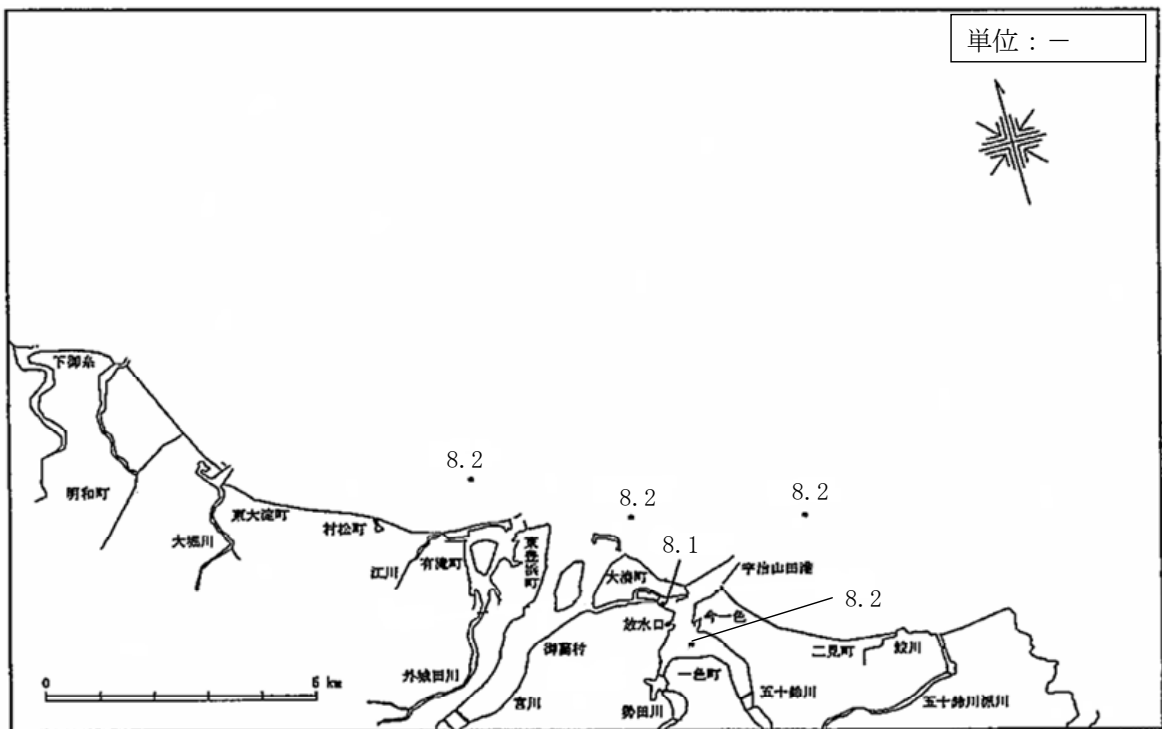 単位：－
下御糸
8.2
明和町
東大淀町
村松町
大堀川
江川
有滝町
東豊浜町
8.2
8.2
8.1
大湊町
宇治山田港
放水口
今一色
8.2
御薗村
二見町
鮫川
外城田川
一色町
五十鈴川
五十鈴川派川
宮川
勢田川
0
6 km